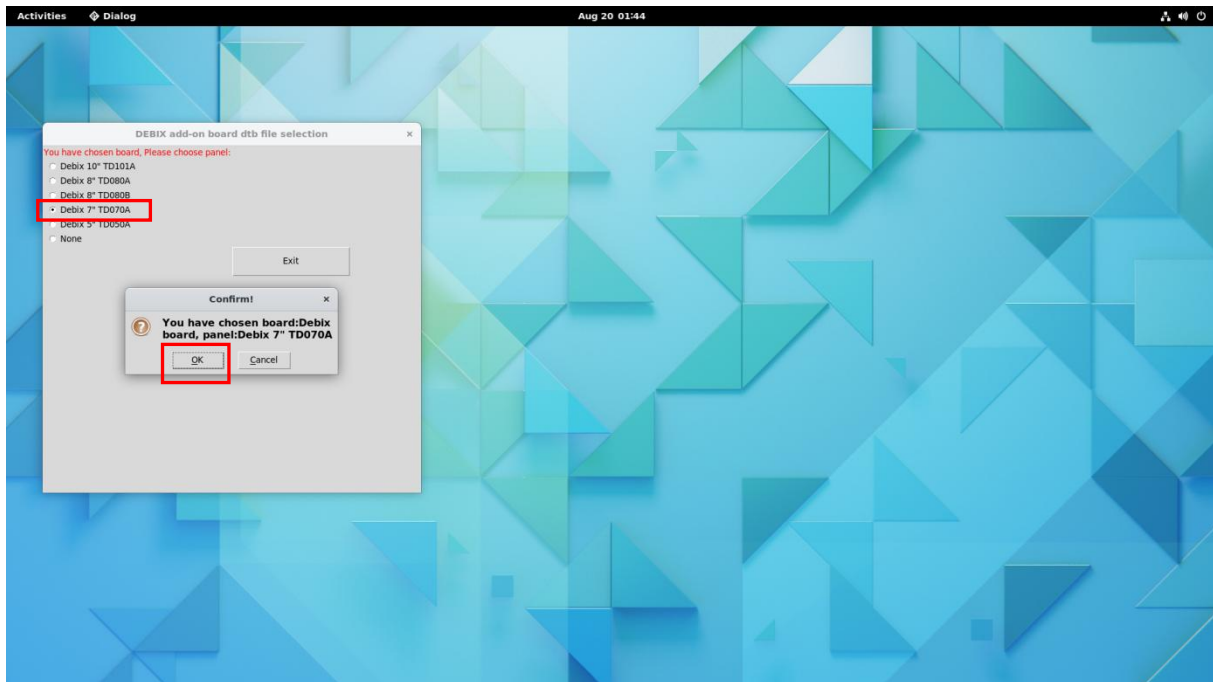 Activities Dialog Aug 20 01:44
DEBIX add-on board dtb file selection ×
You have chosen board, Please choose panel:
Debix 10" TD101A
Debix 8" TD080A
Debix 8" TD080B
Debix 7" TD070A
Debix 5" TD050A
None
Exit
Confirm! ×
You have chosen board:Debix
board, panel:Debix 7" TD070A
OK Cancel